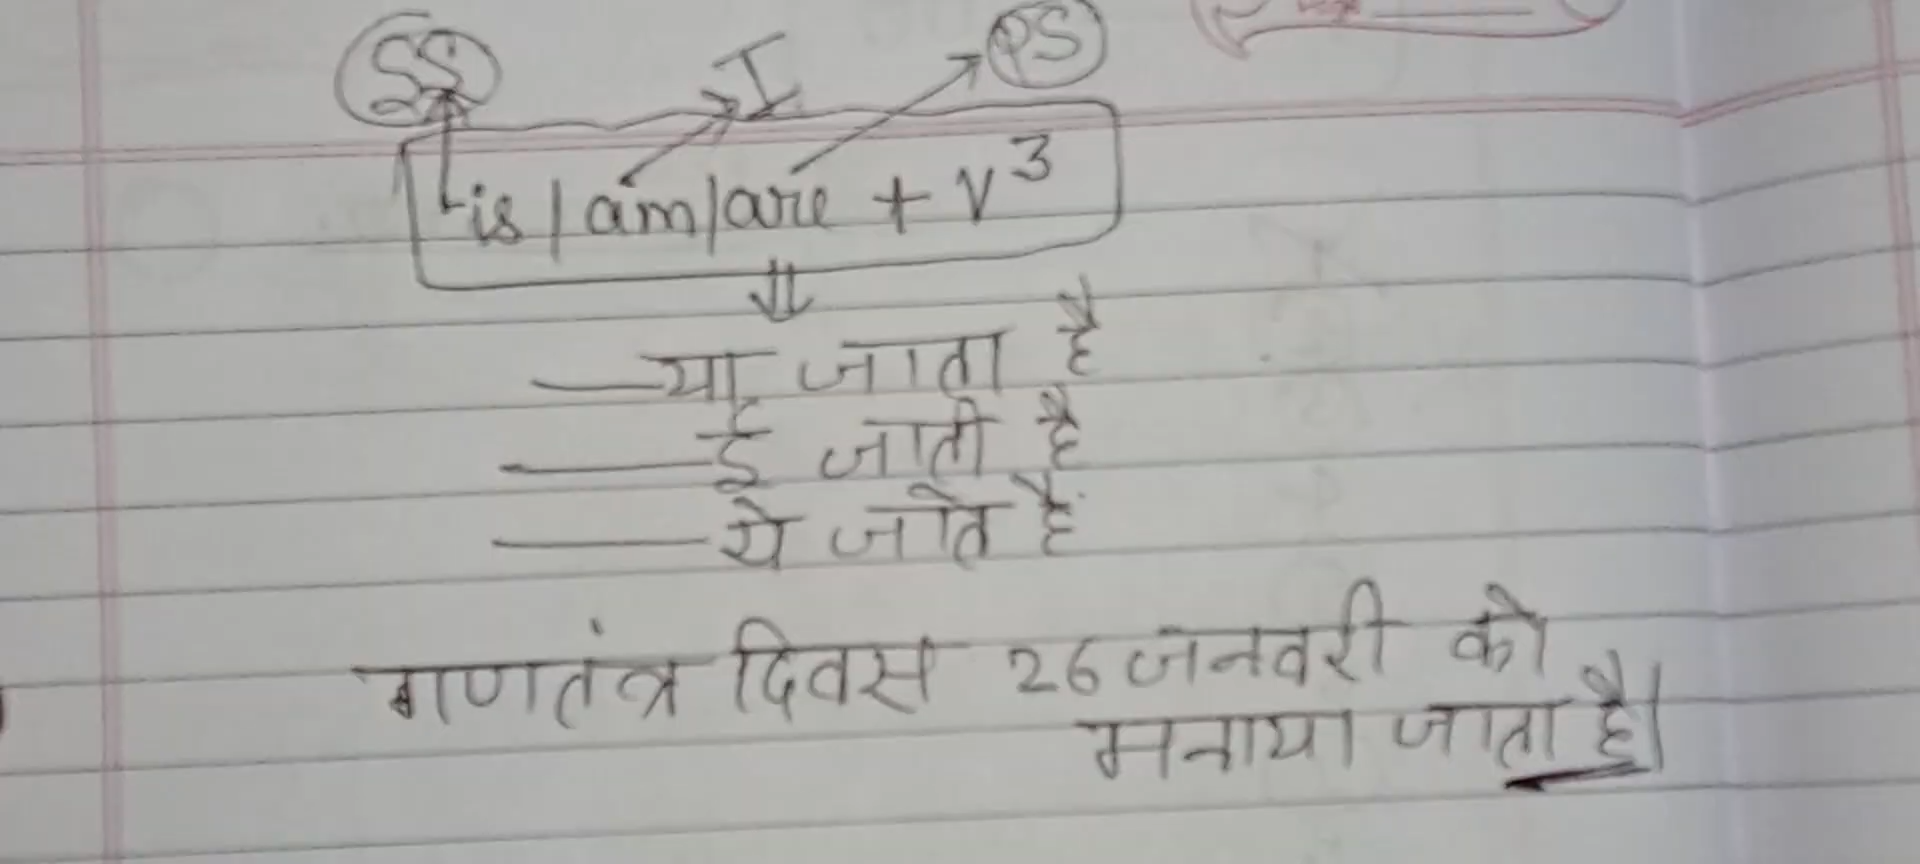 SS I PS
is/am/are + V³
—या जाता है
—ई जाती है
—ये जाते हैं
गणतंत्र दिवस 26 जनवरी को
मनाया जाता है।